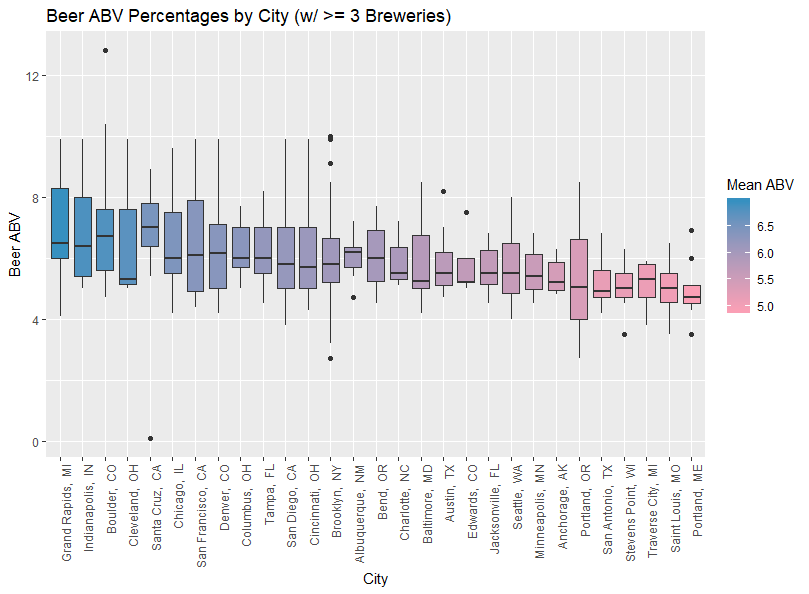 Beer ABV Percentages by City (w/ >= 3 Breweries)
Beer ABV
12
8
4
0
Mean ABV
6.5
6.0
5.5
5.0
Grand Rapids, MI
Indianapolis, IN
Boulder, CO
Cleveland, OH
Santa Cruz, CA
Chicago, IL
San Francisco, CA
Denver, CO
Columbus, OH
Tampa, FL
San Diego, CA
Cincinnati, OH
Brooklyn, NY
Albuquerque, NM
Bend, OR
Charlotte, NC
Baltimore, MD
Austin, TX
Edwards, CO
Jacksonville, FL
Seattle, WA
Minneapolis, MN
Anchorage, AK
Portland, OR
San Antonio, TX
Stevens Point, WI
Traverse City, MI
Saint Louis, MO
Portland, ME
City